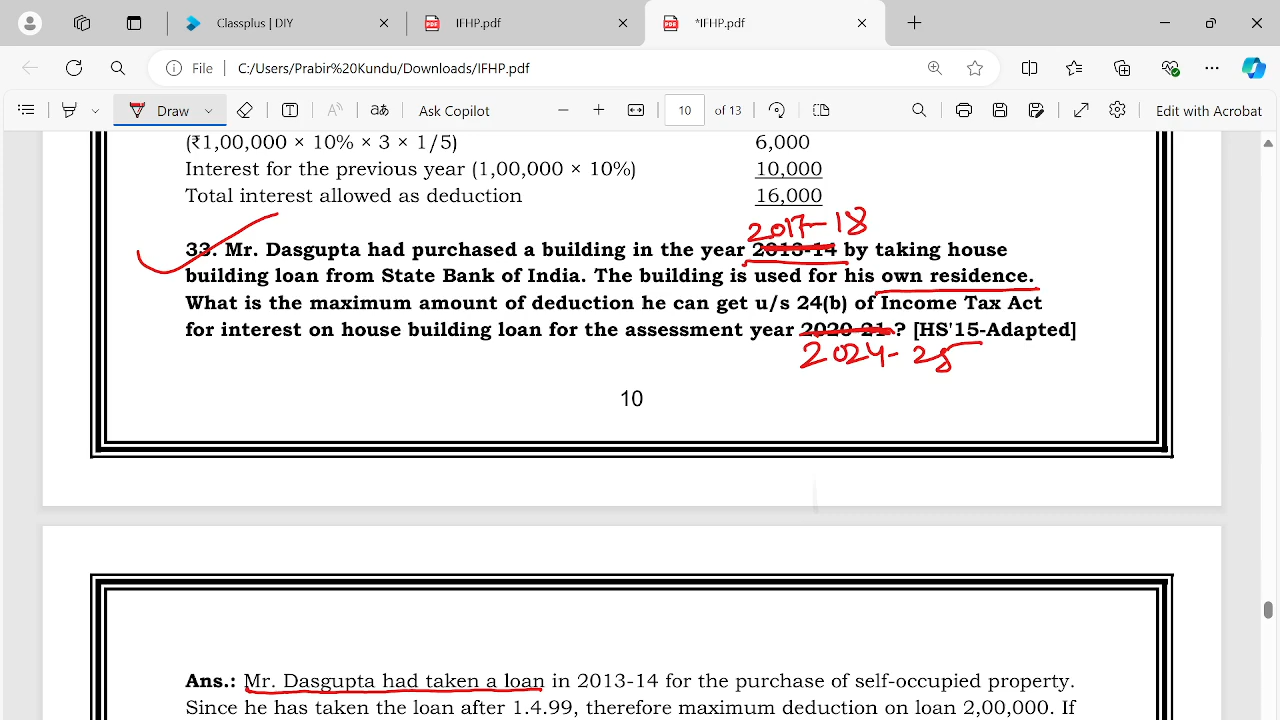 Classplus | DIY
IFHP.pdf
*IFHP.pdf
File
C:/Users/Prabir%20Kundu/Downloads/IFHP.pdf
Draw
Ask Copilot
10
of 13
Edit with Acrobat
(₹1,00,000 × 10% × 3 × 1/5) 6,000
Interest for the previous year (1,00,000 × 10%) 10,000
Total interest allowed as deduction 16,000
2017-18
33. Mr. Dasgupta had purchased a building in the year 2013-14 by taking house
building loan from State Bank of India. The building is used for his own residence.
What is the maximum amount of deduction he can get u/s 24(b) of Income Tax Act
for interest on house building loan for the assessment year 2020-21? [HS'15-Adapted]
2024-25
10
Ans.: Mr. Dasgupta had taken a loan in 2013-14 for the purchase of self-occupied property.
Since he has taken the loan after 1.4.99, therefore maximum deduction on loan 2,00,000. If